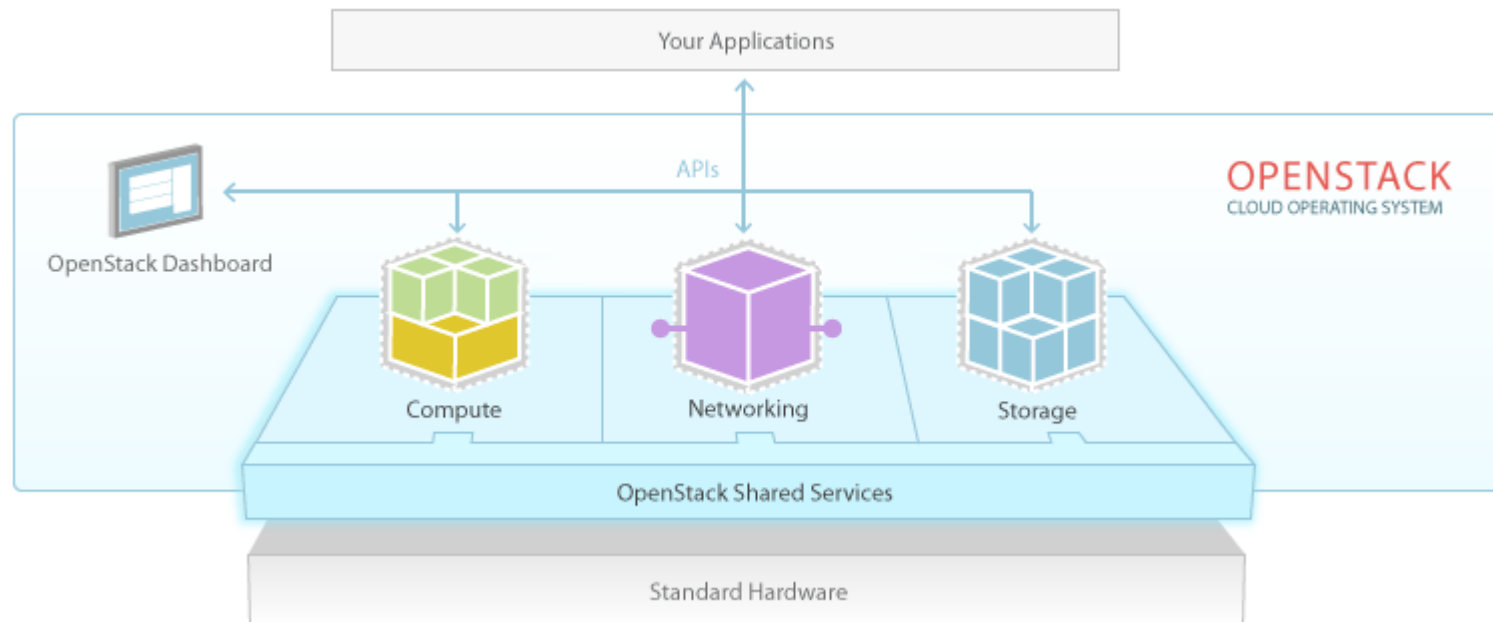 Your Applications
APIs
OPENSTACK
CLOUD OPERATING SYSTEM
OpenStack Dashboard
Compute
Networking
Storage
OpenStack Shared Services
Standard Hardware